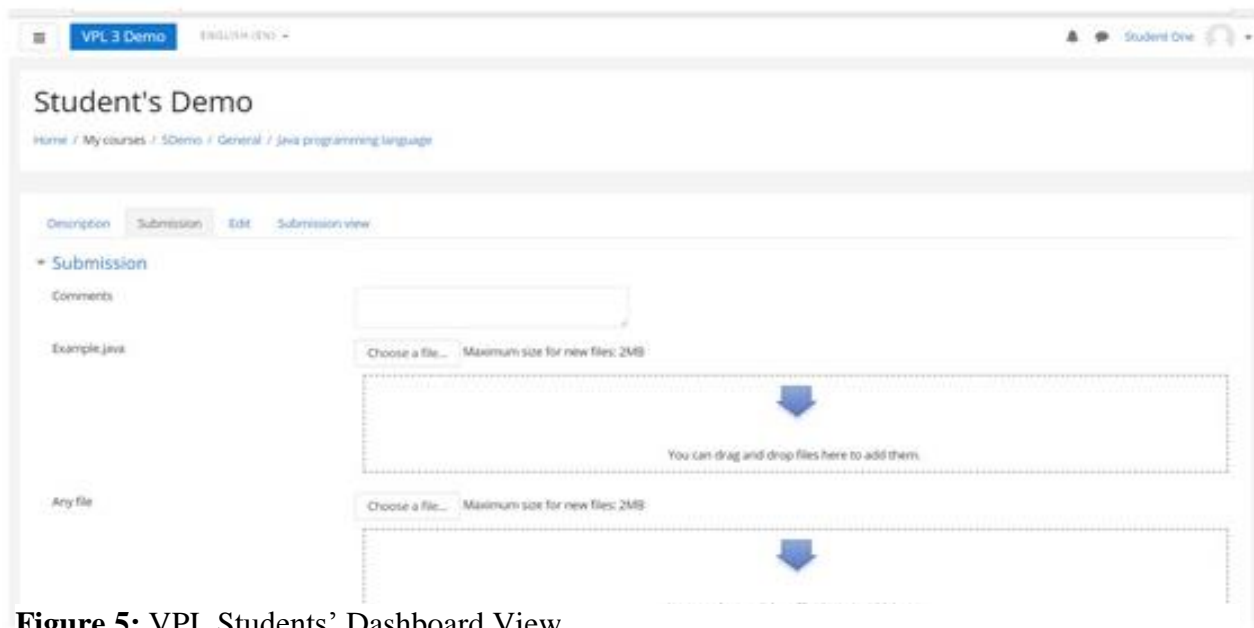 VPL 3 Demo ENGLISH (EN) Student One
Student's Demo
Home / My courses / SDemo / General / Java programming language
Description Submission Edit Submission view
Submission
Comments
Example.java Choose a file... Maximum size for new files: 2MB
You can drag and drop files here to add them.
Any file Choose a file... Maximum size for new files: 2MB
Figure 5: VPL Students’ Dashboard View